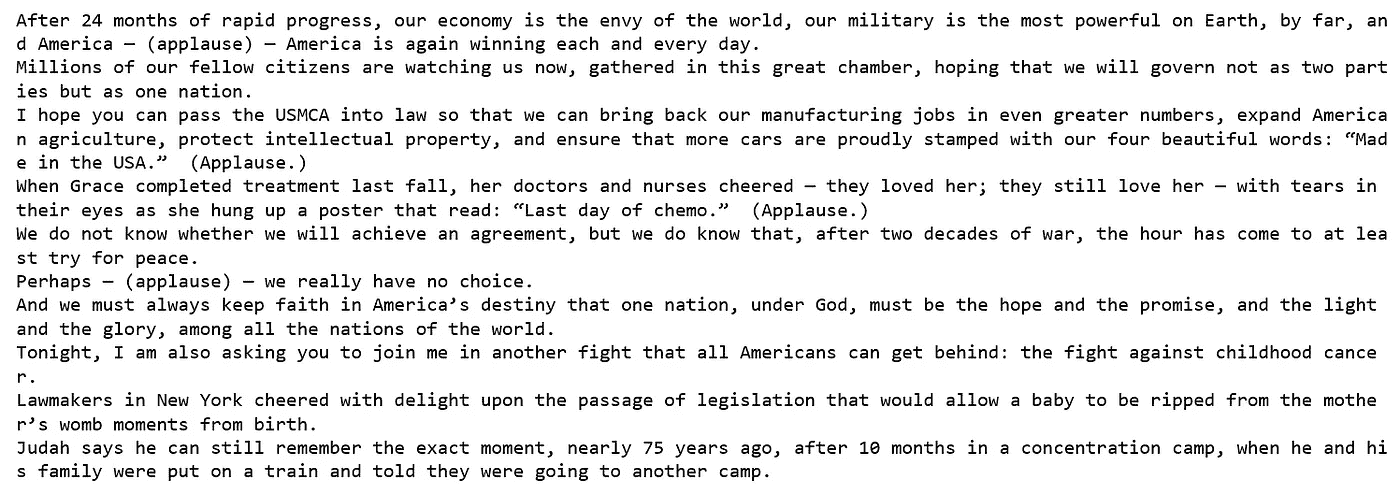 After 24 months of rapid progress, our economy is the envy of the world, our military is the most powerful on Earth, by far, an
d America — (applause) — America is again winning each and every day.
Millions of our fellow citizens are watching us now, gathered in this great chamber, hoping that we will govern not as two part
ies but as one nation.
I hope you can pass the USMCA into law so that we can bring back our manufacturing jobs in even greater numbers, expand America
n agriculture, protect intellectual property, and ensure that more cars are proudly stamped with our four beautiful words: “Mad
e in the USA.”  (Applause.)
When Grace completed treatment last fall, her doctors and nurses cheered — they loved her; they still love her — with tears in
their eyes as she hung up a poster that read: “Last day of chemo.”  (Applause.)
We do not know whether we will achieve an agreement, but we do know that, after two decades of war, the hour has come to at lea
st try for peace.
Perhaps — (applause) — we really have no choice.
And we must always keep faith in America’s destiny that one nation, under God, must be the hope and the promise, and the light
and the glory, among all the nations of the world.
Tonight, I am also asking you to join me in another fight that all Americans can get behind: the fight against childhood cance
r.
Lawmakers in New York cheered with delight upon the passage of legislation that would allow a baby to be ripped from the mothe
r’s womb moments from birth.
Judah says he can still remember the exact moment, nearly 75 years ago, after 10 months in a concentration camp, when he and hi
s family were put on a train and told they were going to another camp.